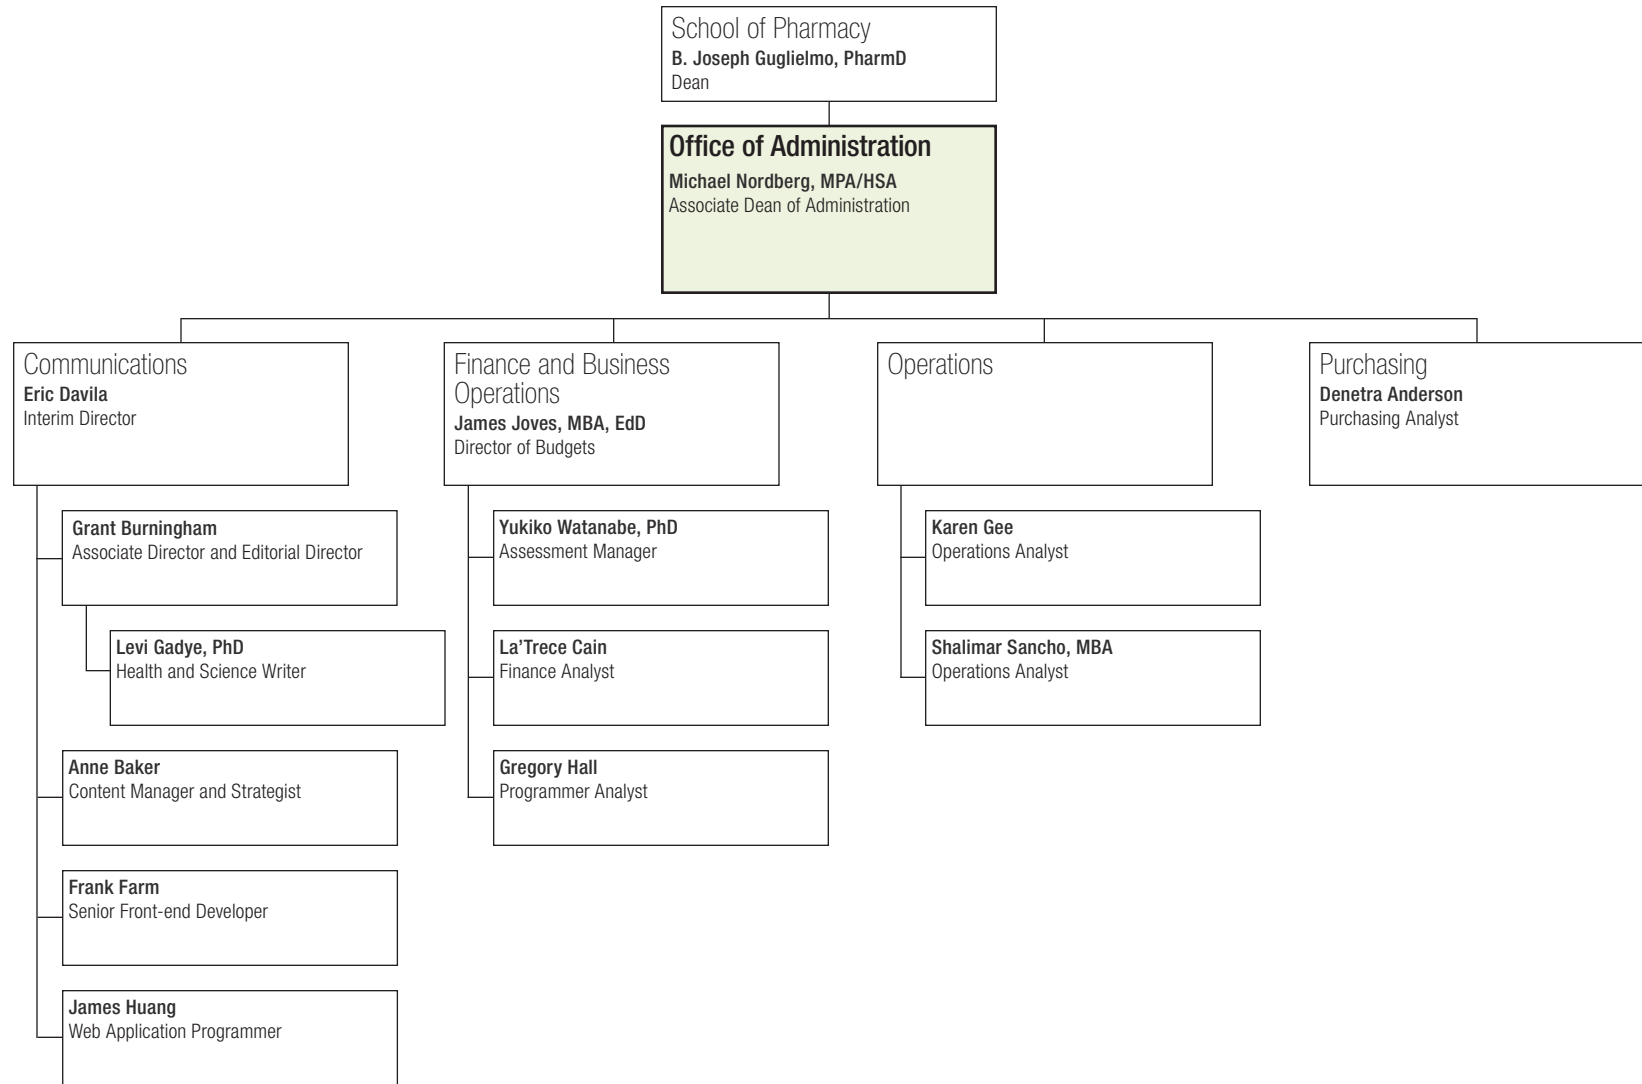 School of Pharmacy
B. Joseph Guglielmo, PharmD
Dean
Office of Administration
Michael Nordberg, MPA/HSA
Associate Dean of Administration
Communications
Eric Davila
Interim Director
Finance and Business
Operations
James Joves, MBA, EdD
Director of Budgets
Operations
Purchasing
Denetra Anderson
Purchasing Analyst
Grant Burningham
Associate Director and Editorial Director
Levi Gadye, PhD
Health and Science Writer
Anne Baker
Content Manager and Strategist
Frank Farm
Senior Front-end Developer
James Huang
Web Application Programmer
Yukiko Watanabe, PhD
Assessment Manager
La’Trece Cain
Finance Analyst
Gregory Hall
Programmer Analyst
Karen Gee
Operations Analyst
Shalimar Sancho, MBA
Operations Analyst